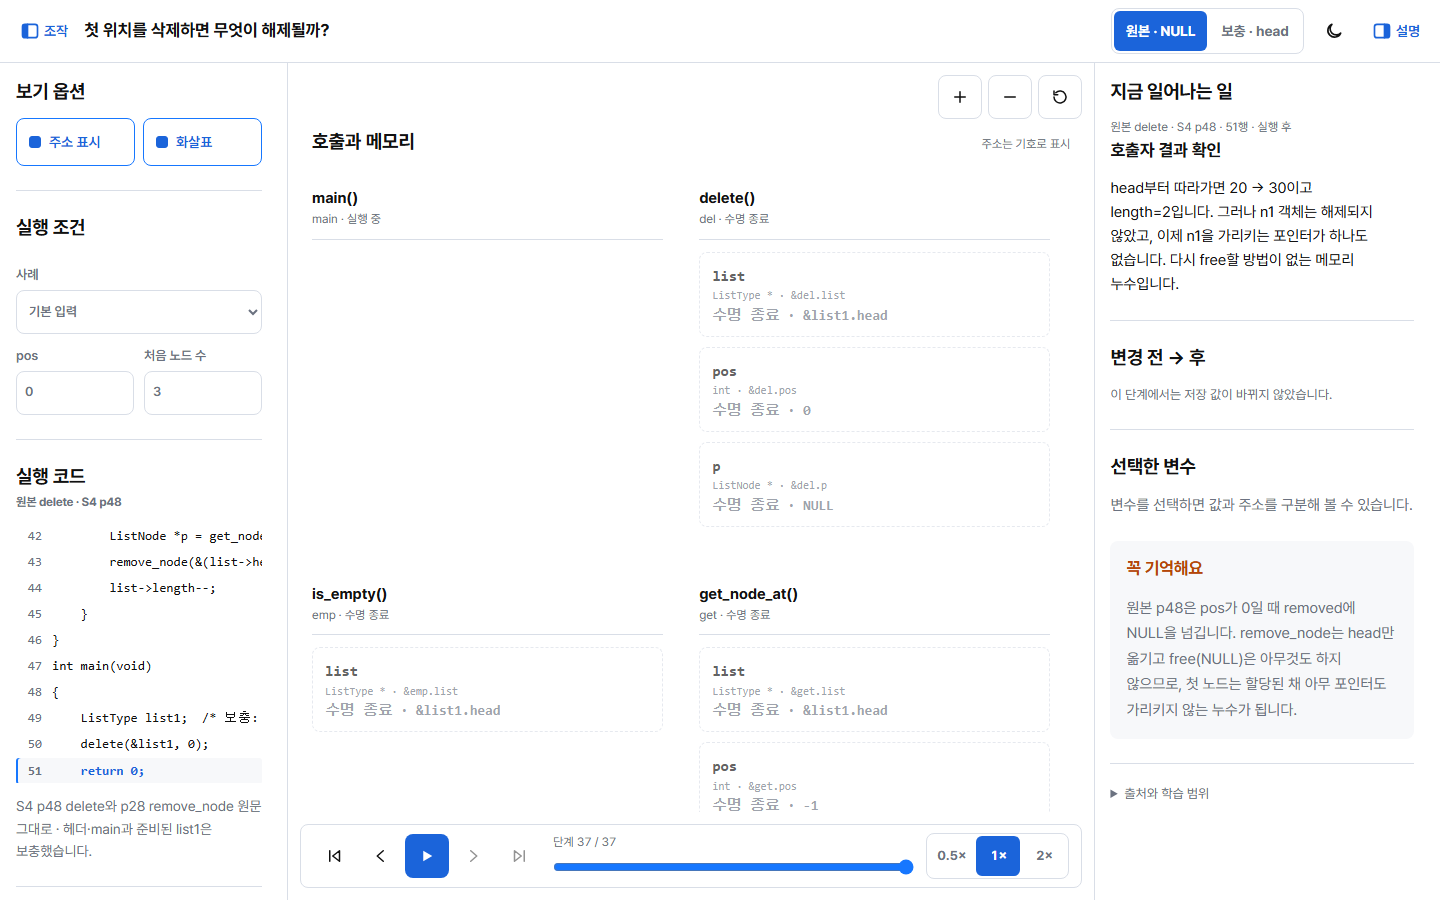 조작
첫 위치를 삭제하면 무엇이 해제될까?
원본 · NULL
보충 · head
설명
보기 옵션
주소 표시
화살표
실행 조건
사례
기본 입력
pos
처음 노드 수
0
3
실행 코드
원본 delete · S4 p48
42 ListNode *p = get_node
43 remove_node(&(list->he
44 list->length--;
45 }
46 }
47 int main(void)
48 {
49 ListType list1; /* 보충:
50 delete(&list1, 0);
51 return 0;
S4 p48 delete와 p28 remove_node 원문
그대로 · 헤더·main과 준비된 list1은
보충했습니다.
호출과 메모리
주소는 기호로 표시
main()
main · 실행 중
delete()
del · 수명 종료
list
ListType * · &del.list
수명 종료 · &list1.head
pos
int · &del.pos
수명 종료 · 0
p
ListNode * · &del.p
수명 종료 · NULL
is_empty()
emp · 수명 종료
list
ListType * · &emp.list
수명 종료 · &list1.head
get_node_at()
get · 수명 종료
list
ListType * · &get.list
수명 종료 · &list1.head
pos
int · &get.pos
수명 종료 · -1
단계 37 / 37
0.5×
1×
2×
지금 일어나는 일
원본 delete · S4 p48 · 51행 · 실행 후
호출자 결과 확인
head부터 따라가면 20 → 30이고
length=2입니다. 그러나 n1 객체는 해제되지
않았고, 이제 n1을 가리키는 포인터가 하나도
없습니다. 다시 free할 방법이 없는 메모리
누수입니다.
변경 전 → 후
이 단계에서는 저장 값이 바뀌지 않았습니다.
선택한 변수
변수를 선택하면 값과 주소를 구분해 볼 수 있습니다.
꼭 기억해요
원본 p48은 pos가 0일 때 removed에
NULL을 넘깁니다. remove_node는 head만
옮기고 free(NULL)은 아무것도 하지
않으므로, 첫 노드는 할당된 채 아무 포인터도
가리키지 않는 누수가 됩니다.
▶ 출처와 학습 범위